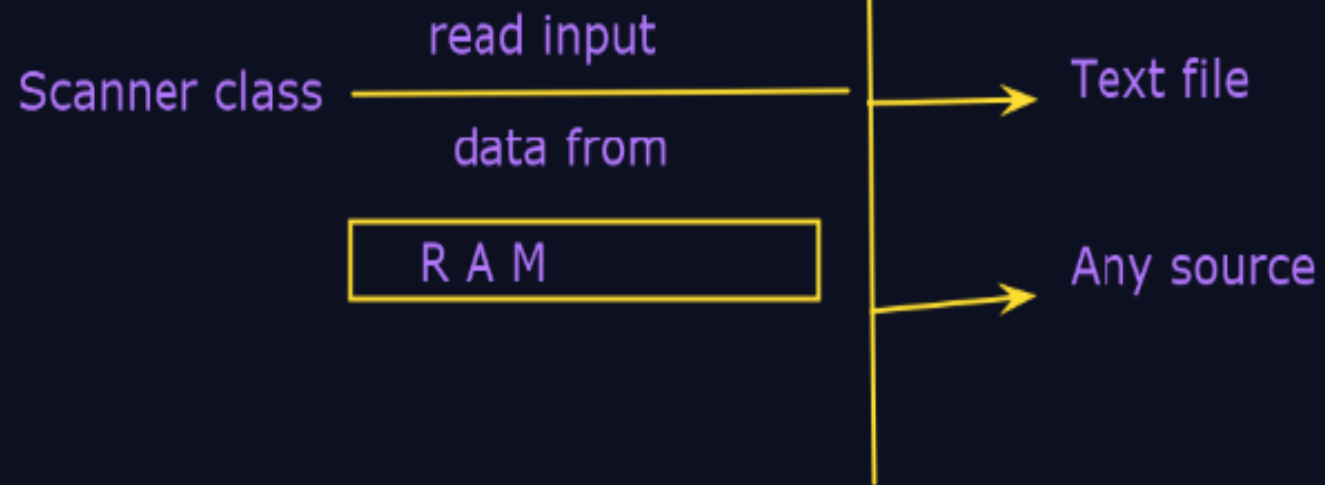 read input
Scanner class
Text file
data from
R A M
Any source